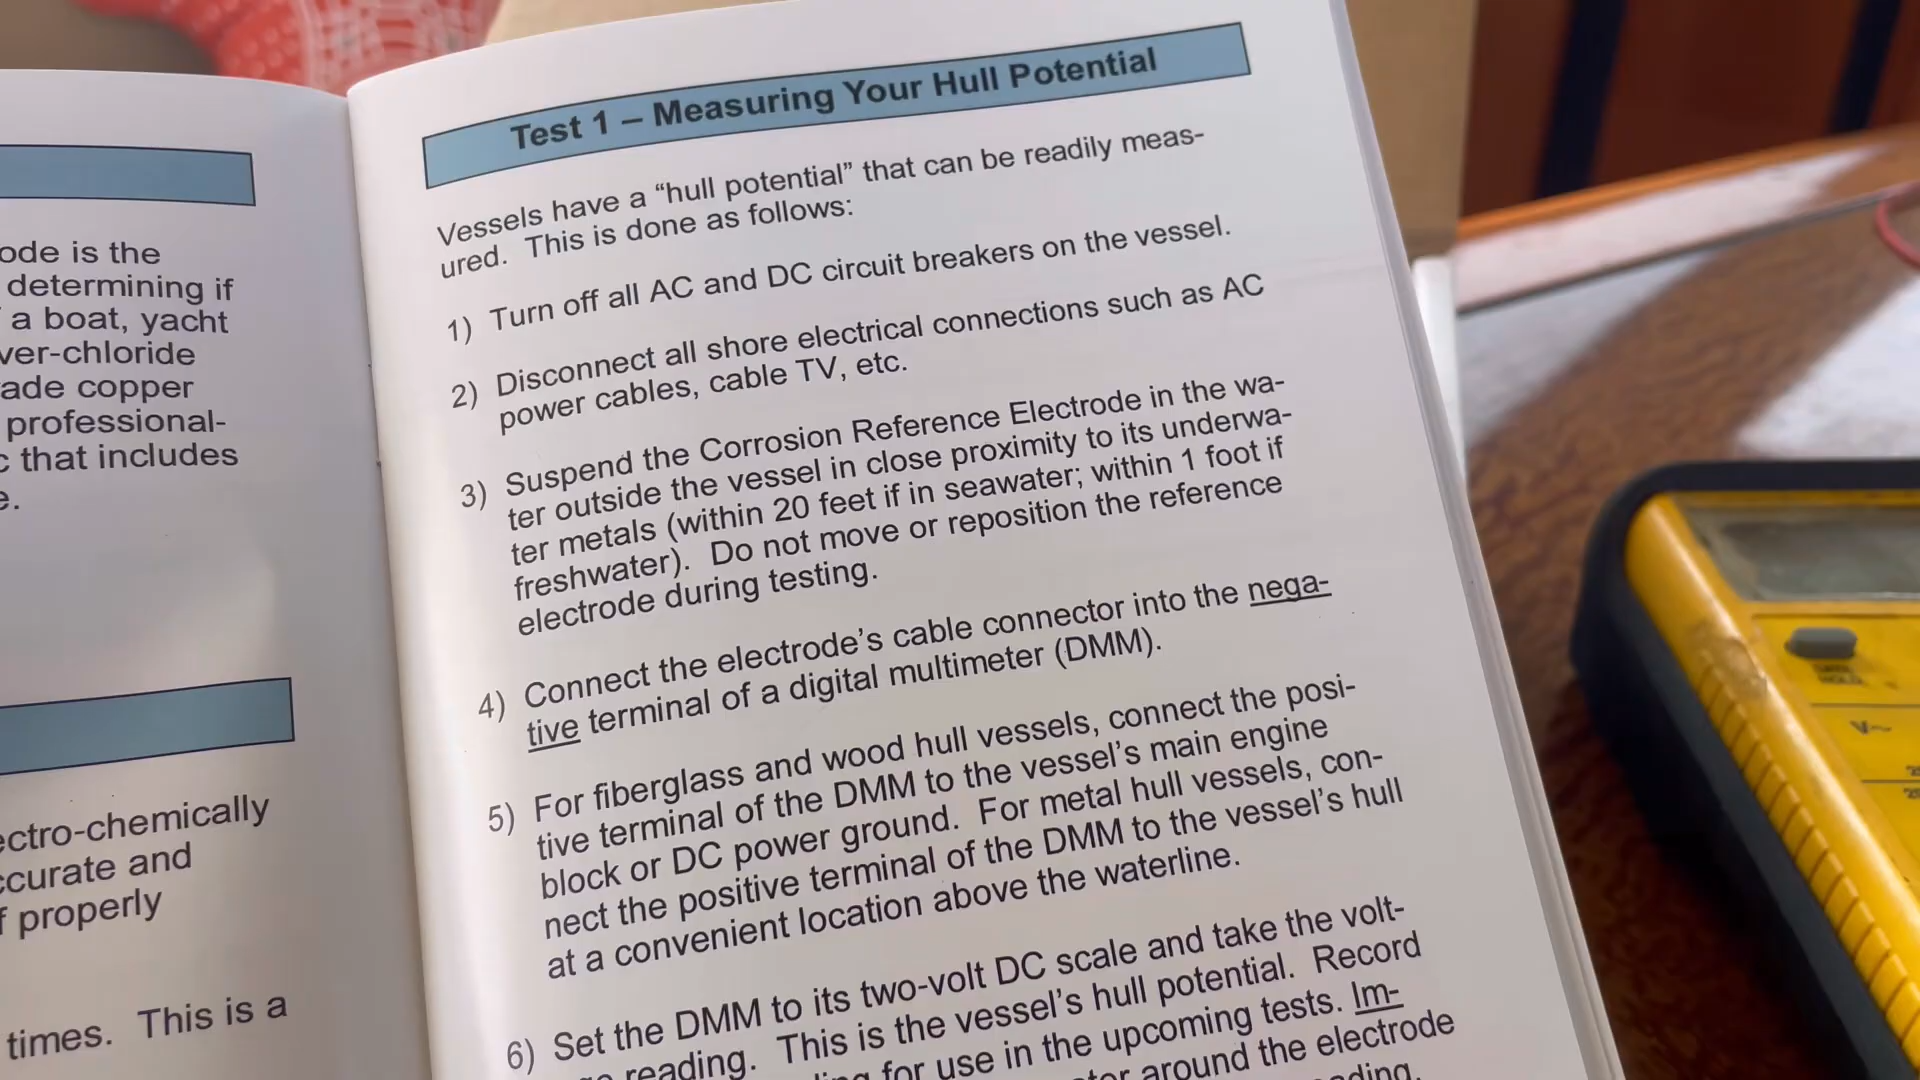 ode is the
determining if
a boat, yacht
ver-chloride
ade copper
professional-
that includes
e.
ectro-chemically
ccurate and
f properly
times. This is a
Test 1 – Measuring Your Hull Potential
Vessels have a “hull potential” that can be readily meas-
ured. This is done as follows:
1) Turn off all AC and DC circuit breakers on the vessel.
2) Disconnect all shore electrical connections such as AC
power cables, cable TV, etc.
3) Suspend the Corrosion Reference Electrode in the wa-
ter outside the vessel in close proximity to its underwa-
ter metals (within 20 feet if in seawater; within 1 foot if
freshwater). Do not move or reposition the reference
electrode during testing.
4) Connect the electrode’s cable connector into the nega-
tive terminal of a digital multimeter (DMM).
5) For fiberglass and wood hull vessels, connect the posi-
tive terminal of the DMM to the vessel’s main engine
block or DC power ground. For metal hull vessels, con-
nect the positive terminal of the DMM to the vessel’s hull
at a convenient location above the waterline.
6) Set the DMM to its two-volt DC scale and take the volt-
reading. This is the vessel’s hull potential. Record
for use in the upcoming tests. Im-
around the electrode
DATA
HOLD
V~